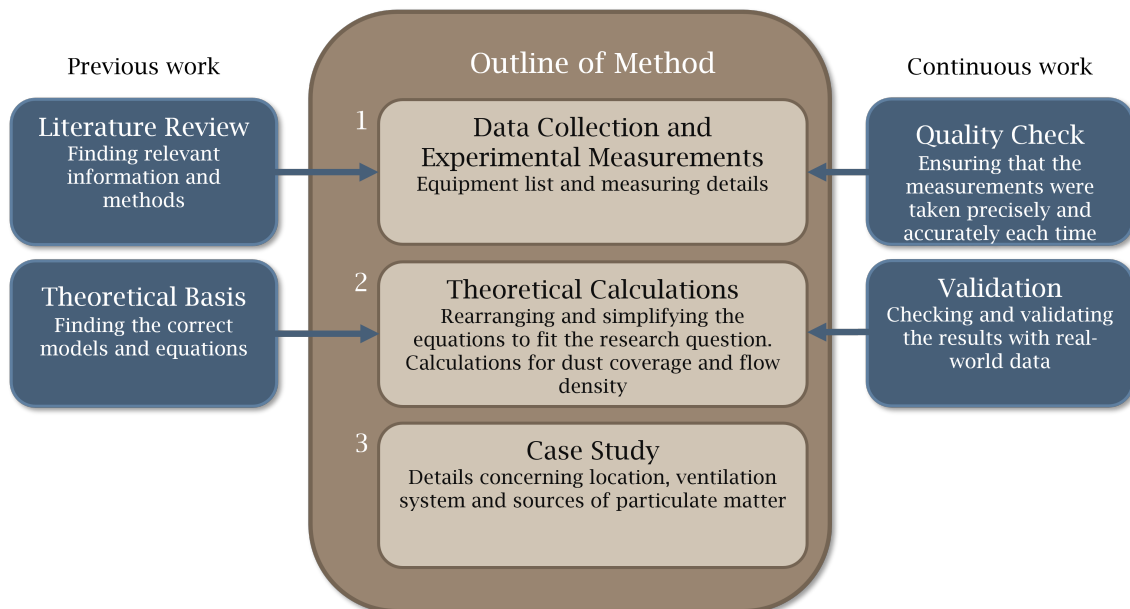 Previous work
Literature Review
Finding relevant
information and
methods
Theoretical Basis
Finding the correct
models and equations
Outline of Method
1
Data Collection and
Experimental Measurements
Equipment list and measuring details
2
Theoretical Calculations
Rearranging and simplifying the
equations to fit the research question.
Calculations for dust coverage and flow
density
3
Case Study
Details concerning location, ventilation
system and sources of particulate matter
Continuous work
Quality Check
Ensuring that the
measurements were
taken precisely and
accurately each time
Validation
Checking and validating
the results with real-
world data